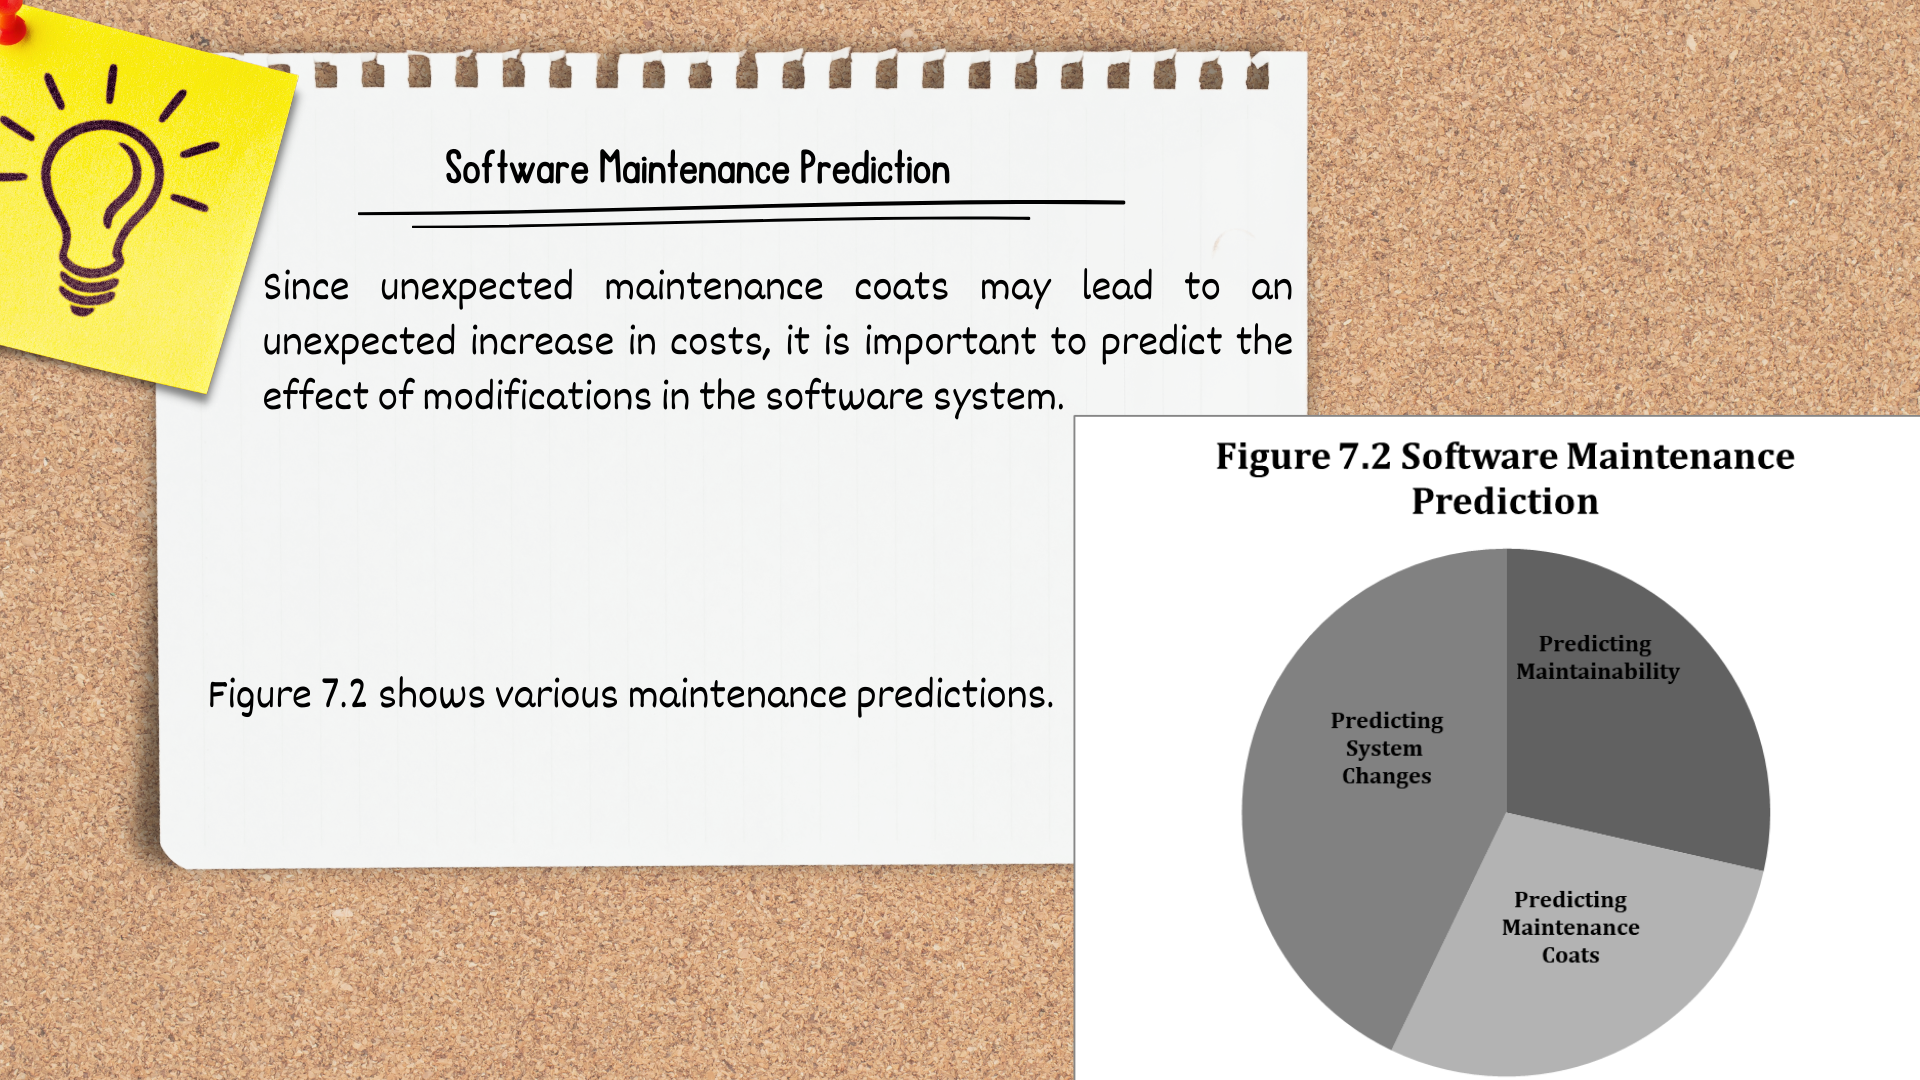 Software Maintenance Prediction
Since unexpected maintenance coats may lead to an
unexpected increase in costs, it is important to predict the
effect of modifications in the software system.
Figure 7.2 shows various maintenance predictions.
Figure 7.2 Software Maintenance
Prediction
Predicting
Maintainability
Predicting
System
Changes
Predicting
Maintenance
Coats